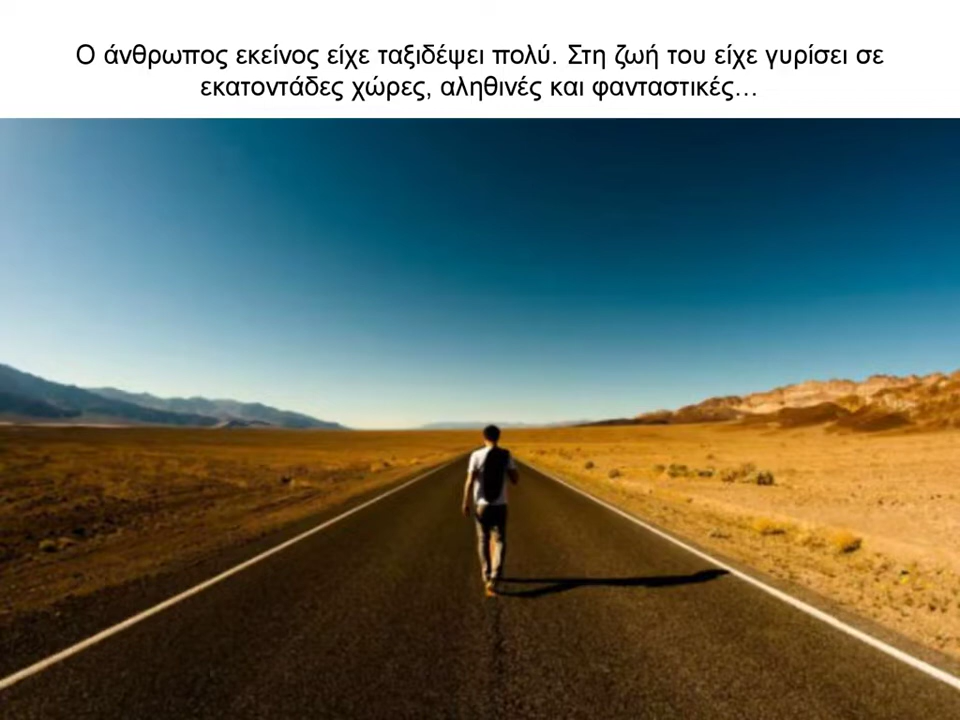 Ο άνθρωπος εκείνος είχε ταξιδέψει πολύ. Στη ζωή του είχε γυρίσει σε
εκατοντάδες χώρες, αληθινές και φανταστικές…